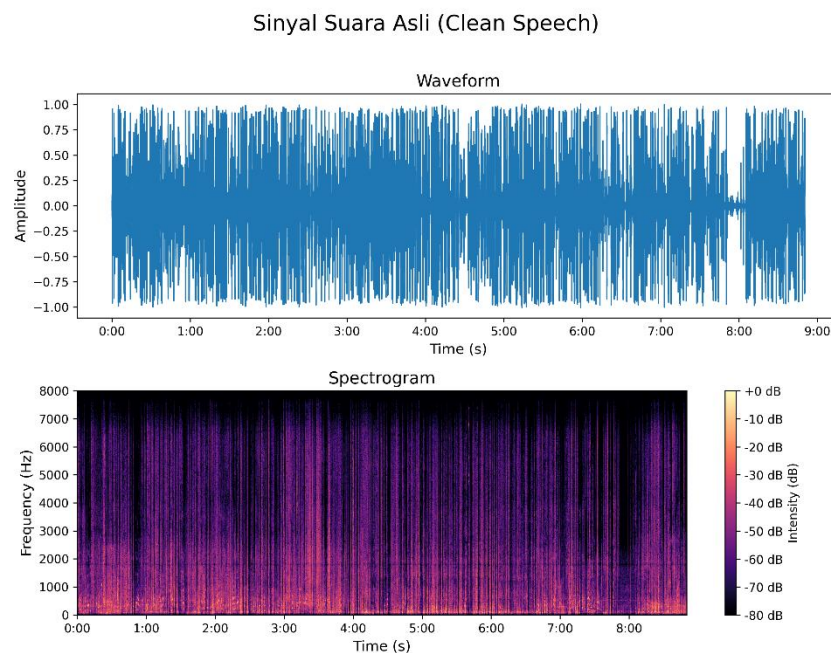 Sinyal Suara Asli (Clean Speech)
Waveform
1.00
0.75
0.50
0.25
0.00
−0.25
−0.50
−0.75
−1.00
Amplitude
0:00 1:00 2:00 3:00 4:00 5:00 6:00 7:00 8:00 9:00
Time (s)
Spectrogram
8000
7000
6000
5000
4000
3000
2000
1000
0
Frequency (Hz)
0:00 1:00 2:00 3:00 4:00 5:00 6:00 7:00 8:00
Time (s)
+0 dB
-10 dB
-20 dB
-30 dB
-40 dB
-50 dB
-60 dB
-70 dB
-80 dB
Intensity (dB)